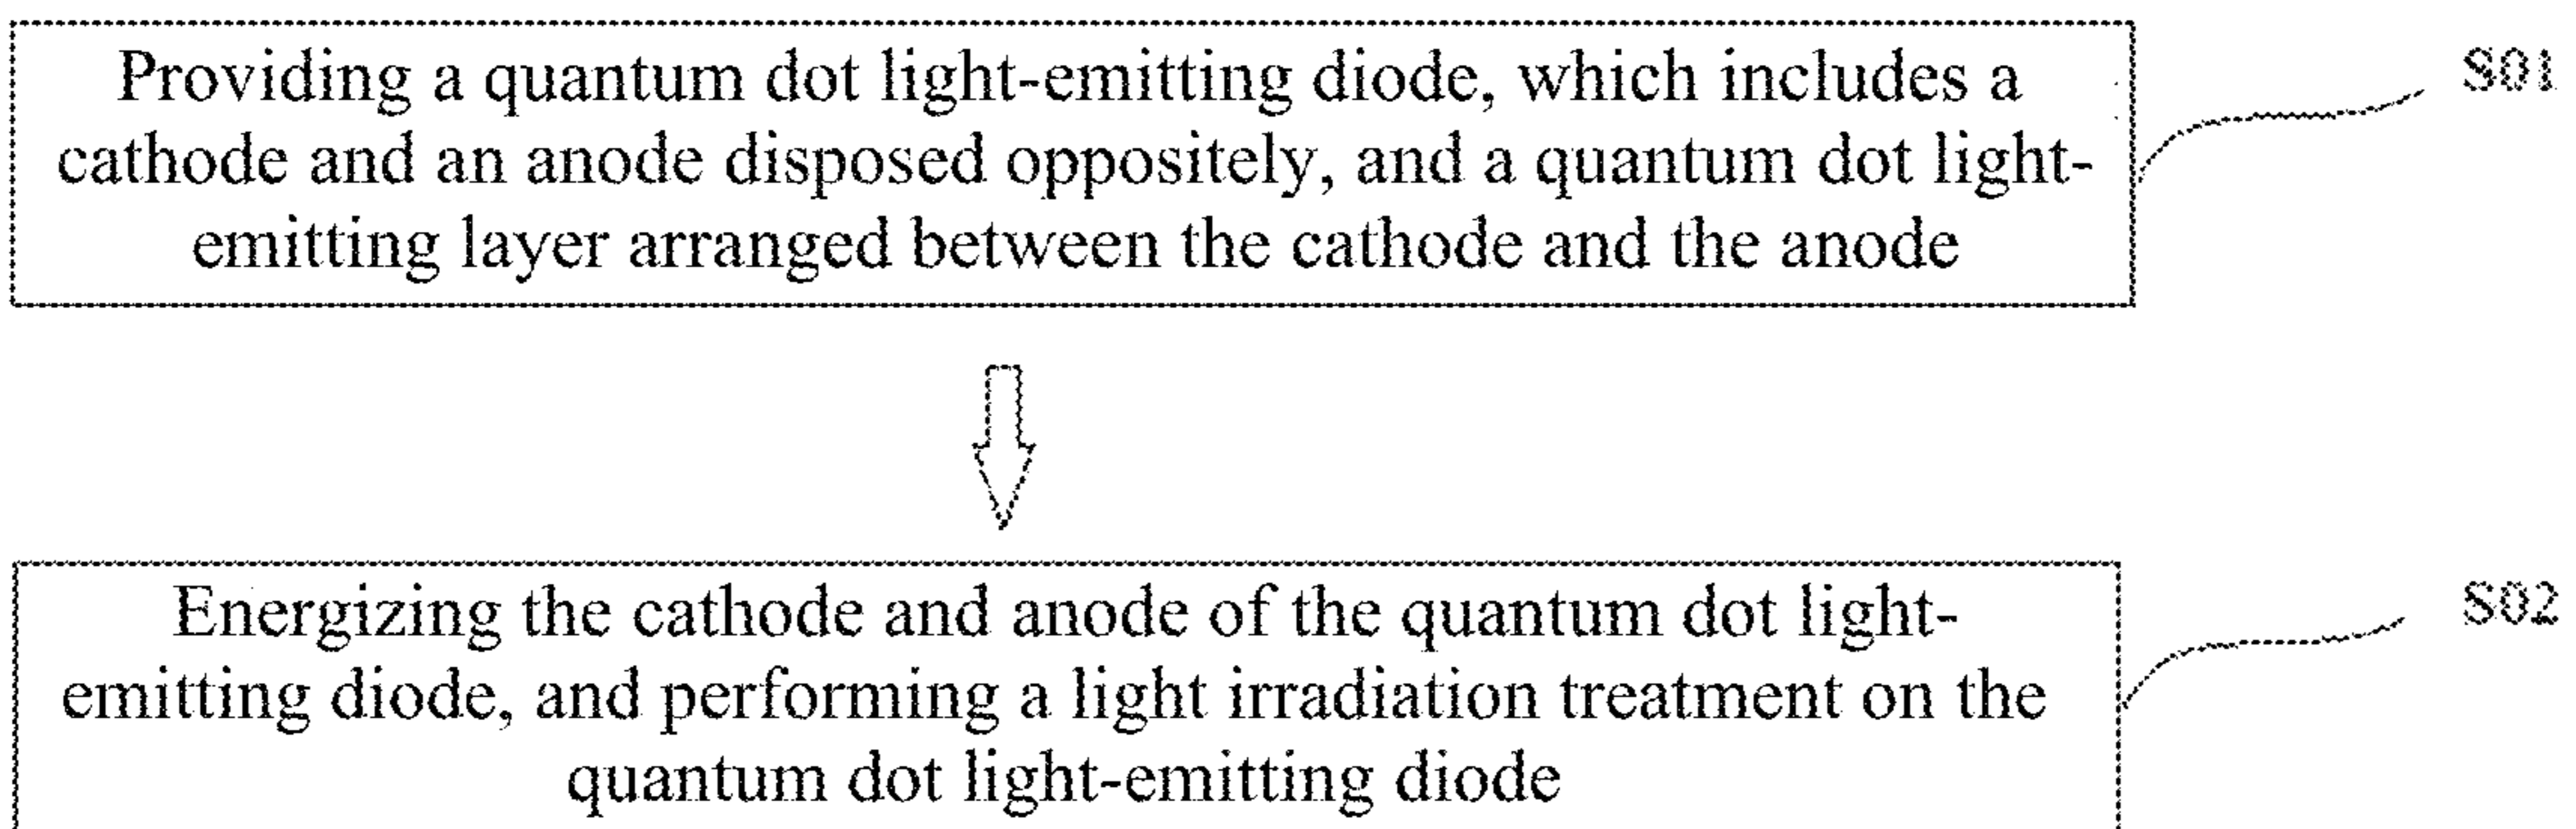 Providing a quantum dot light-emitting diode, which includes a
cathode and an anode disposed oppositely, and a quantum dot light-
emitting layer arranged between the cathode and the anode
S01
Energizing the cathode and anode of the quantum dot light-
emitting diode, and performing a light irradiation treatment on the
quantum dot light-emitting diode
S02